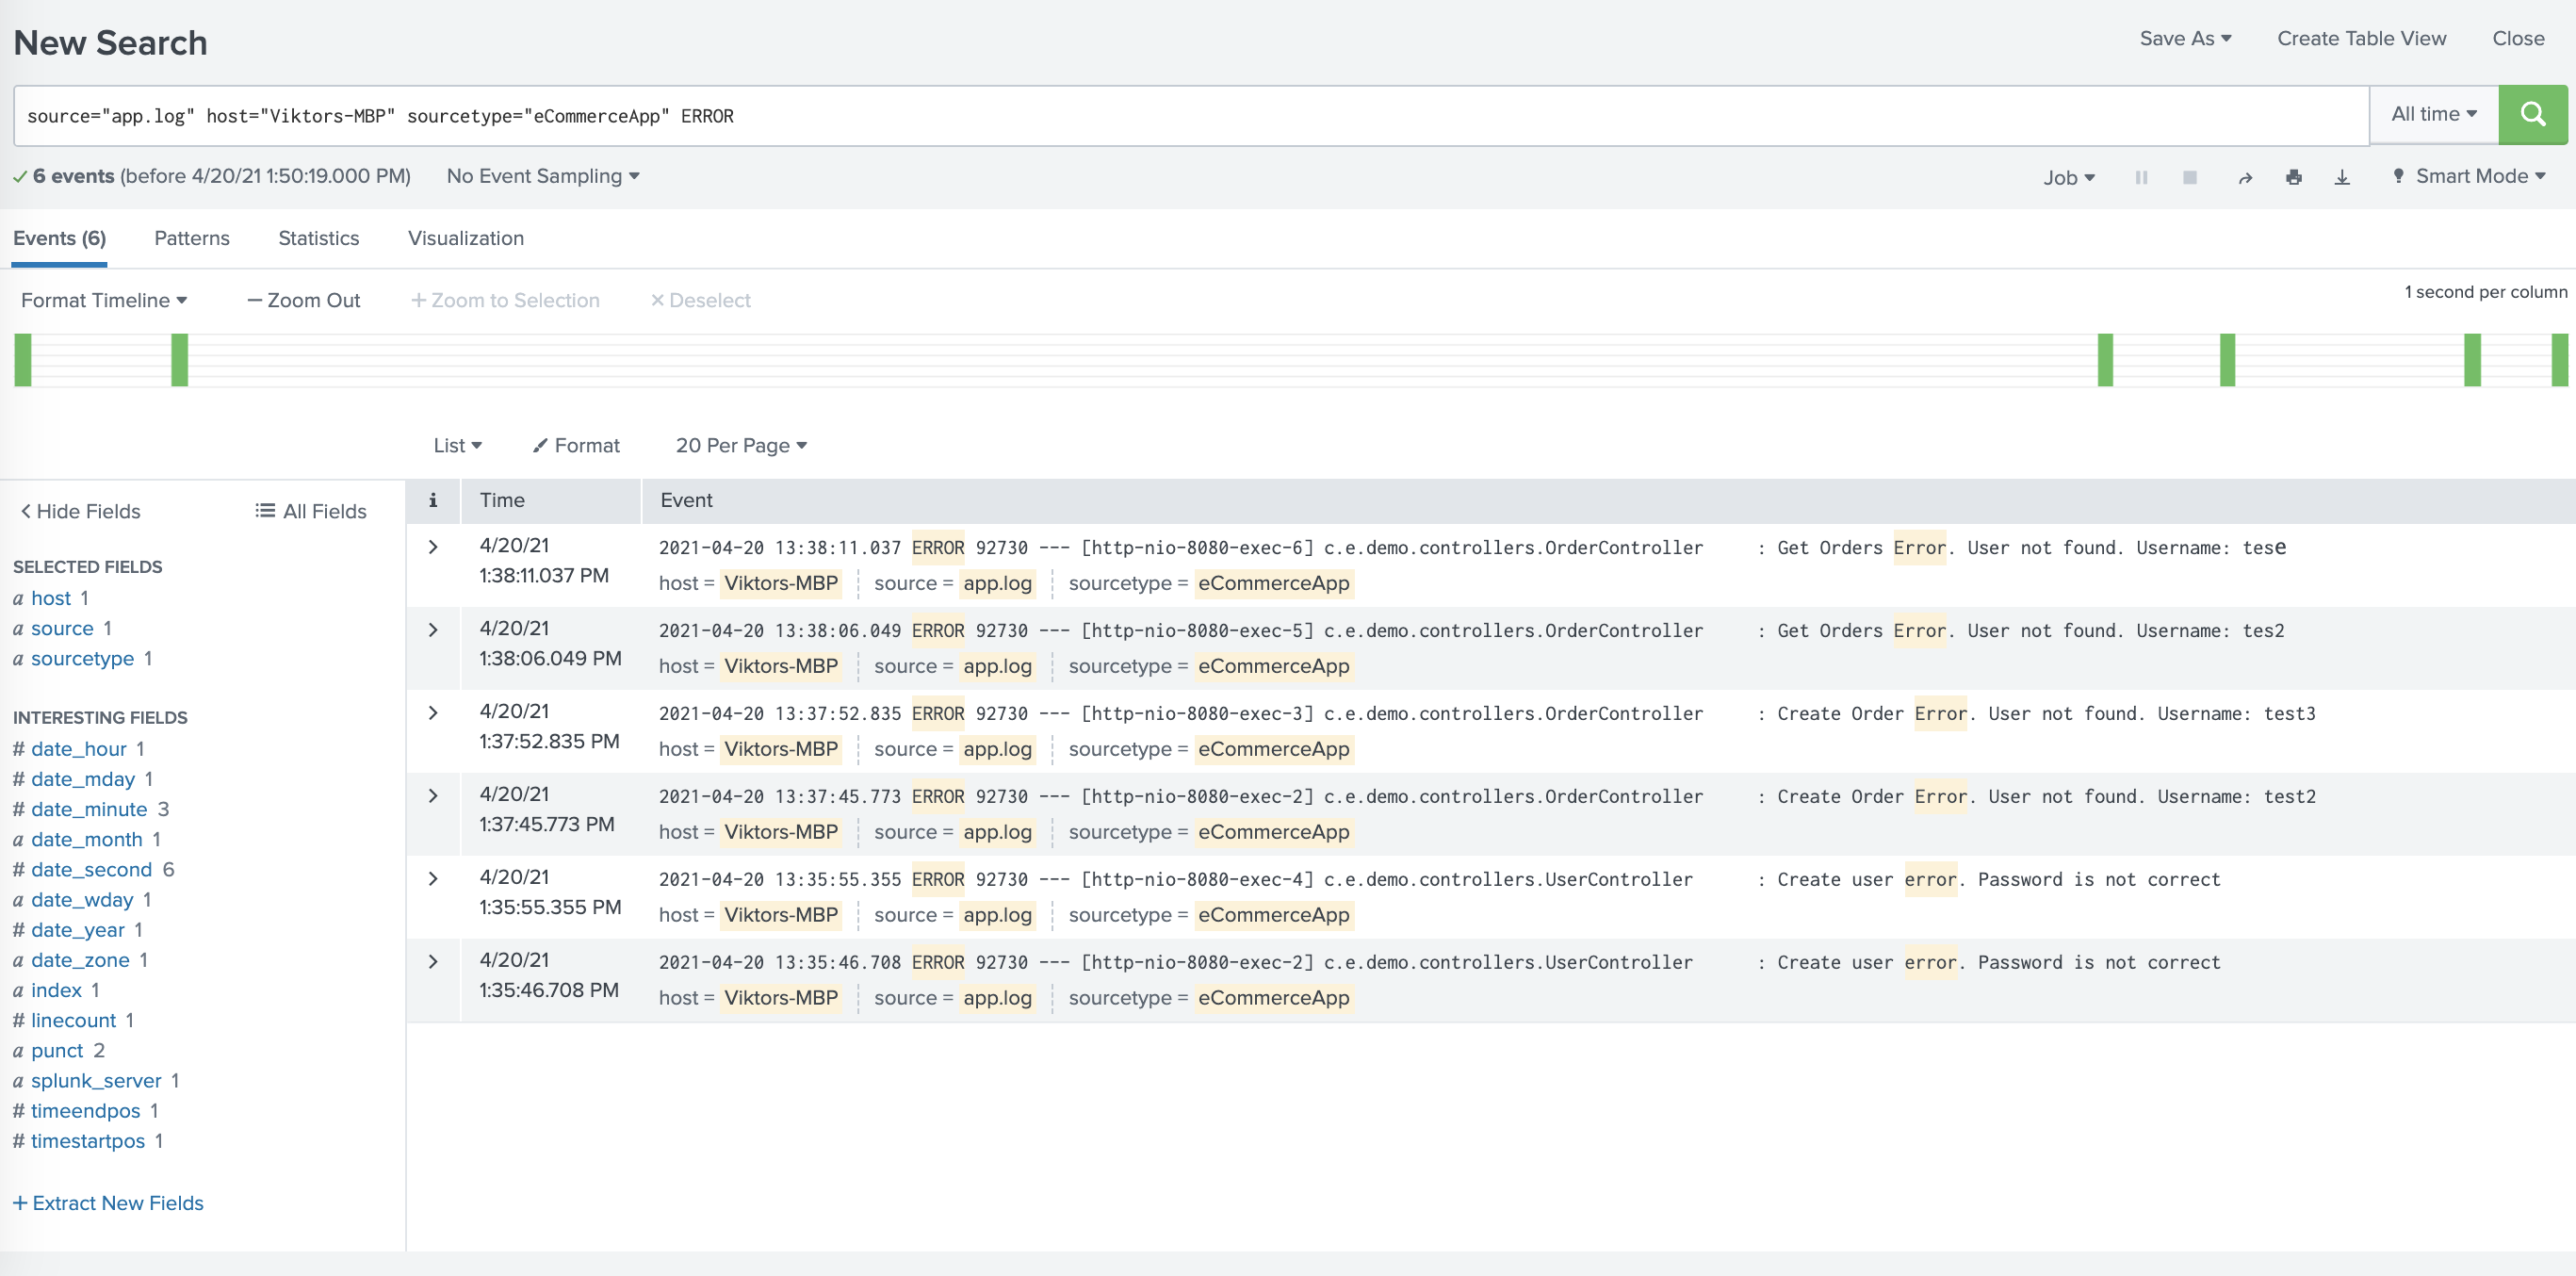 New Search
Save As Create Table View Close
source="app.log" host="Viktors-MBP" sourcetype="eCommerceApp" ERROR
All time
6 events (before 4/20/21 1:50:19.000 PM) No Event Sampling
Job Smart Mode
Events (6) Patterns Statistics Visualization
Format Timeline — Zoom Out + Zoom to Selection × Deselect
1 second per column
List Format 20 Per Page
< Hide Fields All Fields
SELECTED FIELDS
a host 1
a source 1
a sourcetype 1
INTERESTING FIELDS
# date_hour 1
# date_mday 1
# date_minute 3
a date_month 1
# date_second 6
a date_wday 1
# date_year 1
a date_zone 1
a index 1
# linecount 1
a punct 2
a splunk_server 1
# timeendpos 1
# timestartpos 1
+ Extract New Fields
i Time Event
4/20/21
1:38:11.037 PM
2021-04-20 13:38:11.037 ERROR 92730 --- [http-nio-8080-exec-6] c.e.demo.controllers.OrderController : Get Orders Error. User not found. Username: tese
host = Viktors-MBP source = app.log sourcetype = eCommerceApp
4/20/21
1:38:06.049 PM
2021-04-20 13:38:06.049 ERROR 92730 --- [http-nio-8080-exec-5] c.e.demo.controllers.OrderController : Get Orders Error. User not found. Username: tes2
host = Viktors-MBP source = app.log sourcetype = eCommerceApp
4/20/21
1:37:52.835 PM
2021-04-20 13:37:52.835 ERROR 92730 --- [http-nio-8080-exec-3] c.e.demo.controllers.OrderController : Create Order Error. User not found. Username: test3
host = Viktors-MBP source = app.log sourcetype = eCommerceApp
4/20/21
1:37:45.773 PM
2021-04-20 13:37:45.773 ERROR 92730 --- [http-nio-8080-exec-2] c.e.demo.controllers.OrderController : Create Order Error. User not found. Username: test2
host = Viktors-MBP source = app.log sourcetype = eCommerceApp
4/20/21
1:35:55.355 PM
2021-04-20 13:35:55.355 ERROR 92730 --- [http-nio-8080-exec-4] c.e.demo.controllers.UserController : Create user error. Password is not correct
host = Viktors-MBP source = app.log sourcetype = eCommerceApp
4/20/21
1:35:46.708 PM
2021-04-20 13:35:46.708 ERROR 92730 --- [http-nio-8080-exec-2] c.e.demo.controllers.UserController : Create user error. Password is not correct
host = Viktors-MBP source = app.log sourcetype = eCommerceApp